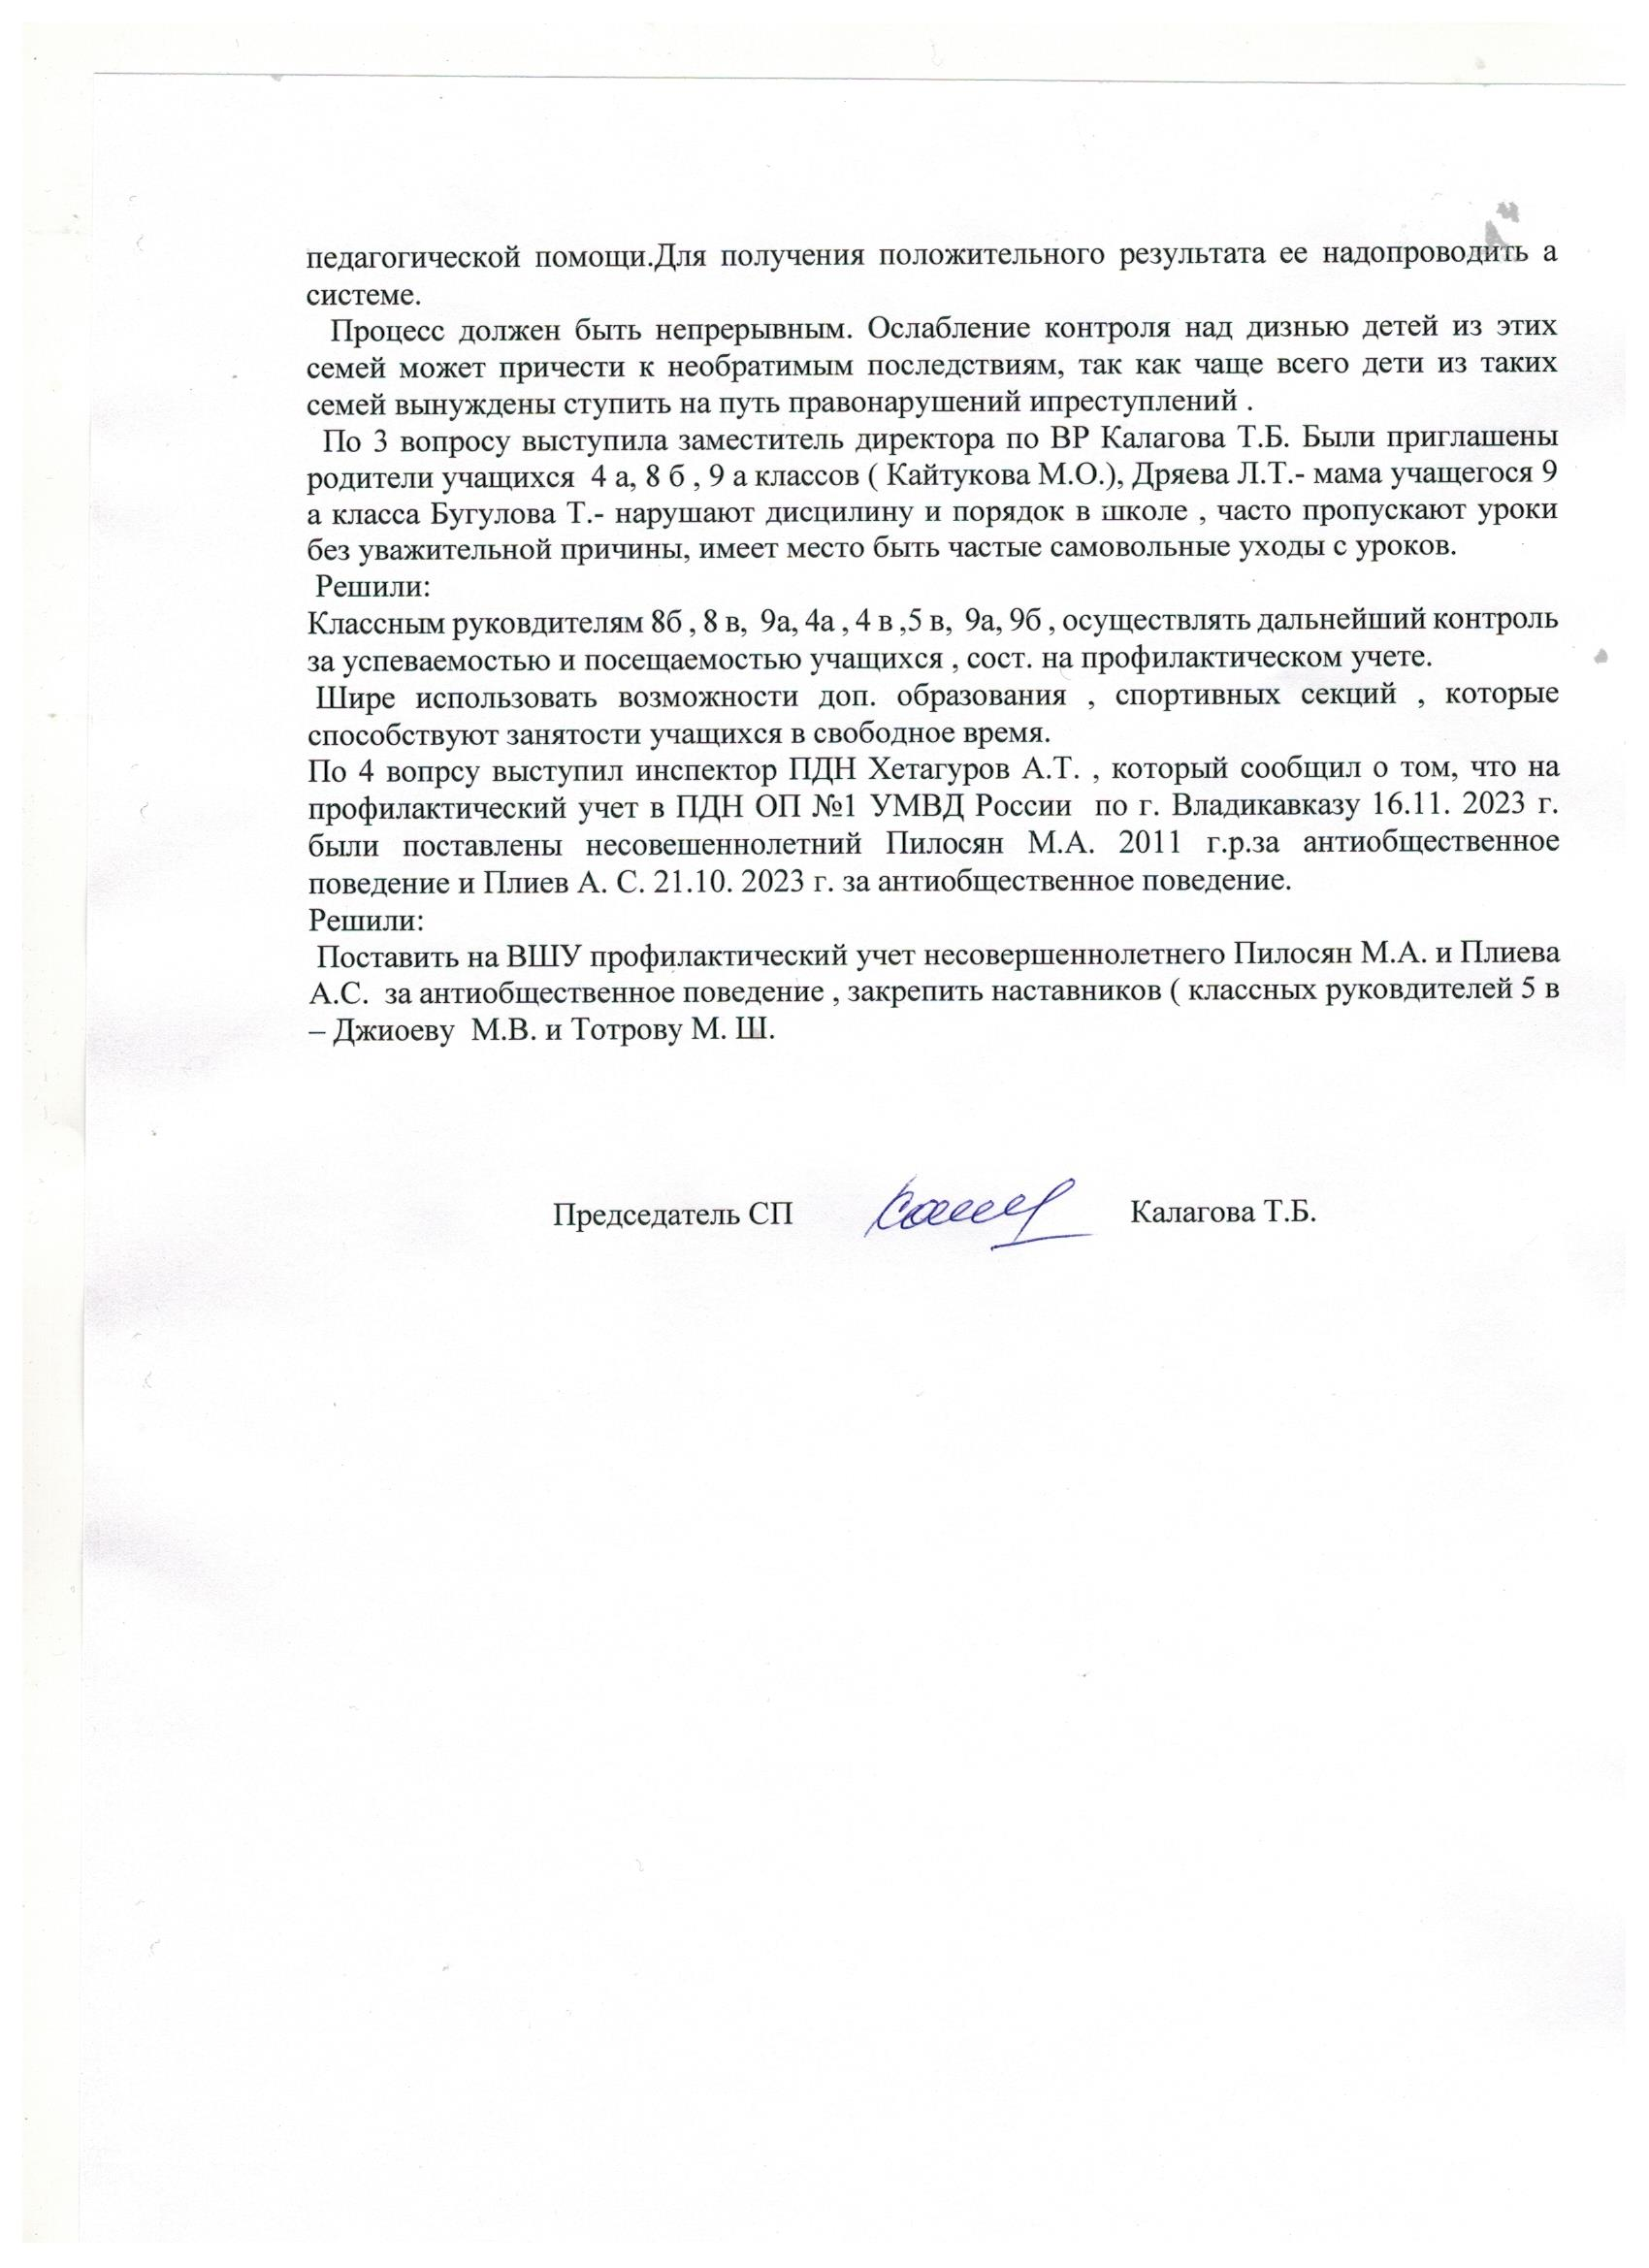 педагогической помощи.Для получения положительного результата ее надопроводить а
системе.
Процесс должен быть непрерывным. Ослабление контроля над дизнью детей из этих
семей может причести к необратимым последствиям, так как чаще всего дети из таких
семей вынуждены ступить на путь правонарушений ипреступлений .
По 3 вопросу выступила заместитель директора по ВР Калагова Т.Б. Были приглашены
родители учащихся 4 а, 8 б , 9 а классов ( Кайтукова М.О.), Дряева Л.Т.- мама учащегося 9
а класса Бугулова Т.- нарушают дисцилину и порядок в школе , часто пропускают уроки
без уважительной причины, имеет место быть частые самовольные уходы с уроков.
Решили:
Классным руковдителям 8б , 8 в, 9а, 4а , 4 в ,5 в, 9а, 9б , осуществлять дальнейший контроль
за успеваемостью и посещаемостью учащихся , сост. на профилактическом учете.
Шире использовать возможности доп. образования , спортивных секций , которые
способствуют занятости учащихся в свободное время.
По 4 вопрсу выступил инспектор ПДН Хетагуров А.Т. , который сообщил о том, что на
профилактический учет в ПДН ОП №1 УМВД России по г. Владикавказу 16.11. 2023 г.
были поставлены несовешеннолетний Пилосян М.А. 2011 г.р.за антиобщественное
поведение и Плиев А. С. 21.10. 2023 г. за антиобщественное поведение.
Решили:
Поставить на ВШУ профилактический учет несовершеннолетнего Пилосян М.А. и Плиева
А.С. за антиобщественное поведение , закрепить наставников ( классных руковдителей 5 в
– Джиоеву М.В. и Тотрову М. Ш.
Председатель СП Калагова Т.Б.